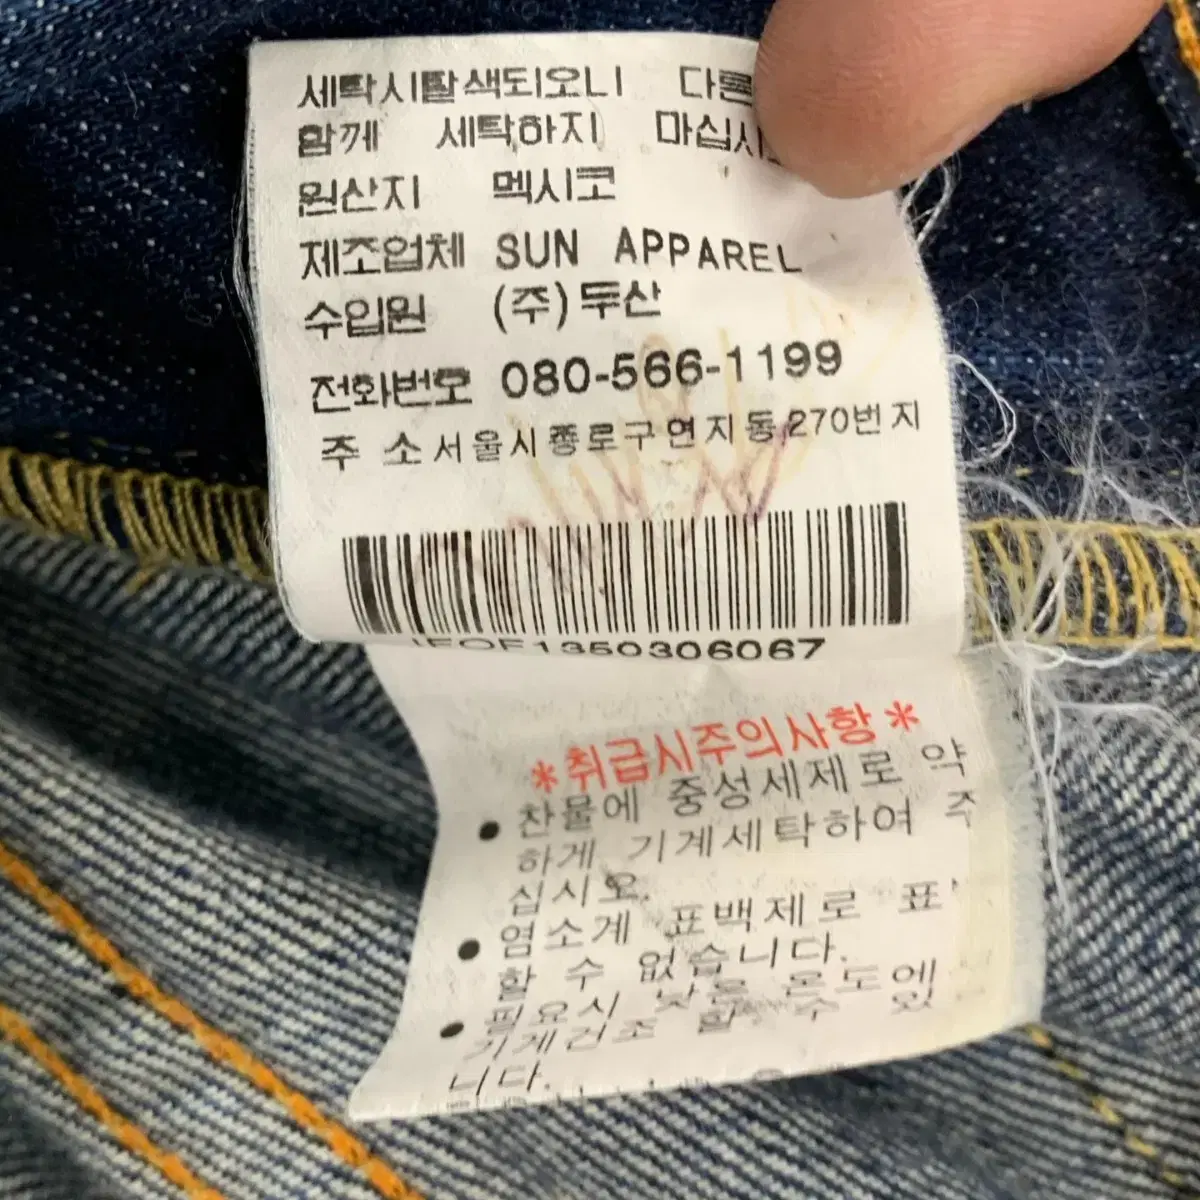 세탁시탈색되오니 다른
함께 세탁하지 마십시
원산지 멕시코
제조업체 SUN APPAREL
수입원 (주)두산
전화번호 080-566-1199
주 소 서울시종로구연지동270번지
1350306067
*취급시주의사항*
• 찬물에 중성세제로 약
하게 기계세탁하여 주
십시오.
• 염소계 표백제로 표
할 수 없습니다.
• 필요시 낮은 온도에
기계건조 할 수 있
니다.